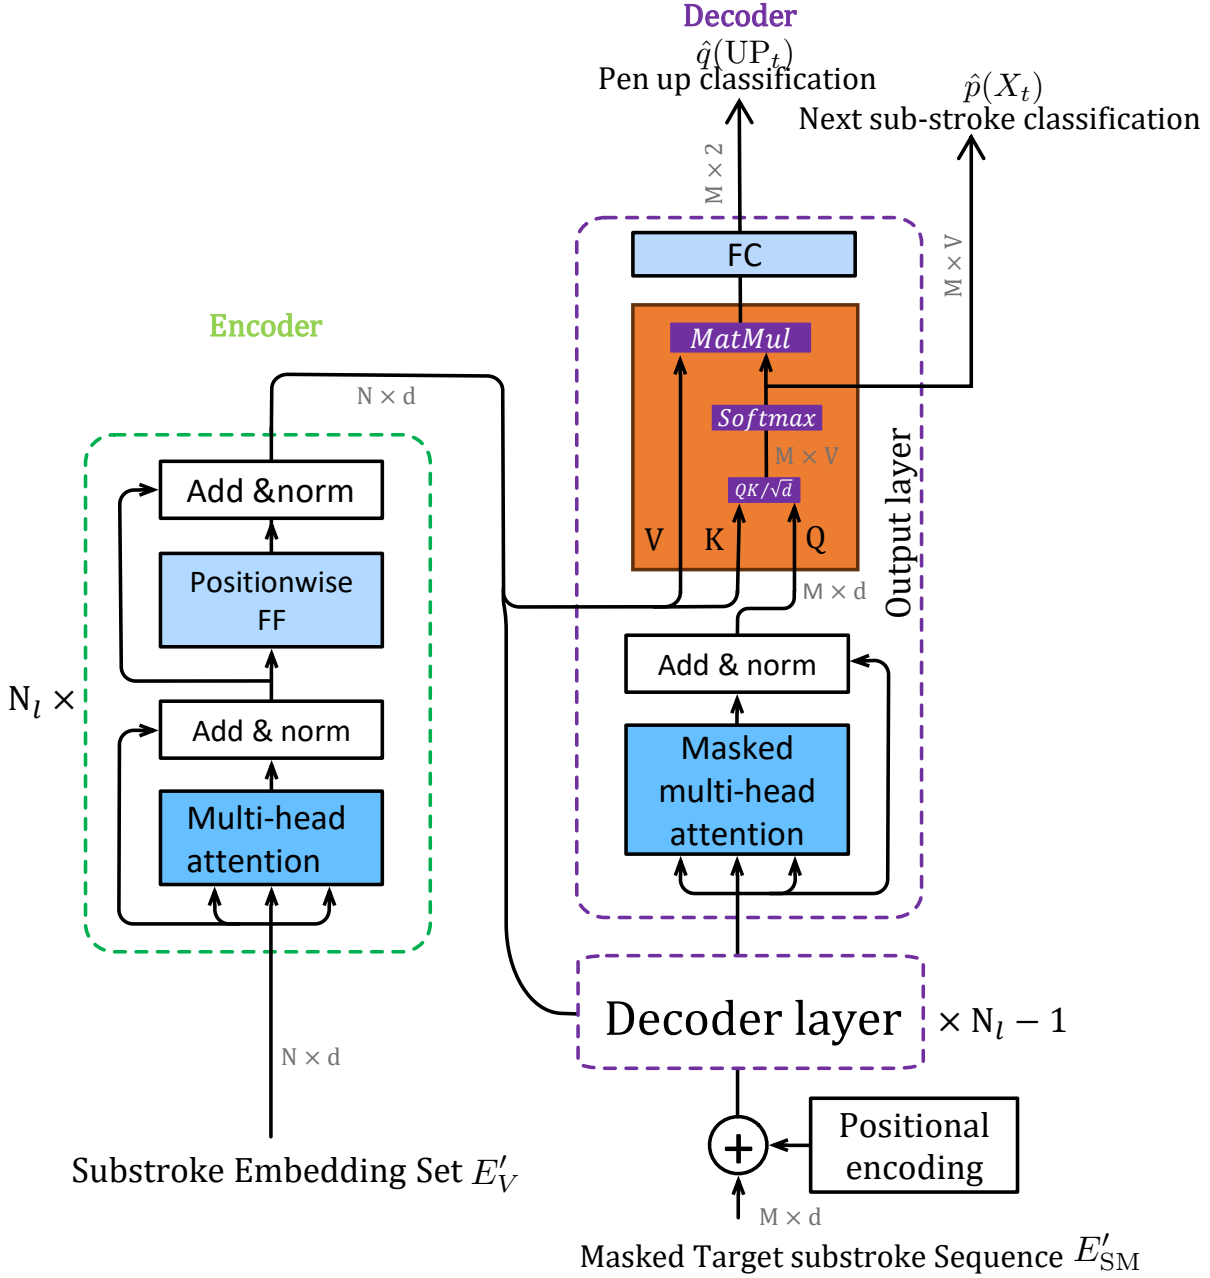 Decoder
q̂(UP_t)
Pen up classification
p̂(X_t)
Next sub-stroke classification
M × 2
M × V
FC
MatMul
Softmax
M × V
QK/√d
V K Q
M × d
Output layer
Add & norm
Masked
multi-head
attention
Encoder
N × d
Add &norm
Positionwise
FF
N_l ×
Add & norm
Multi-head
attention
N × d
Substroke Embedding Set E'_V
Decoder layer
× N_l − 1
+
Positional
encoding
M × d
Masked Target substroke Sequence E'_SM